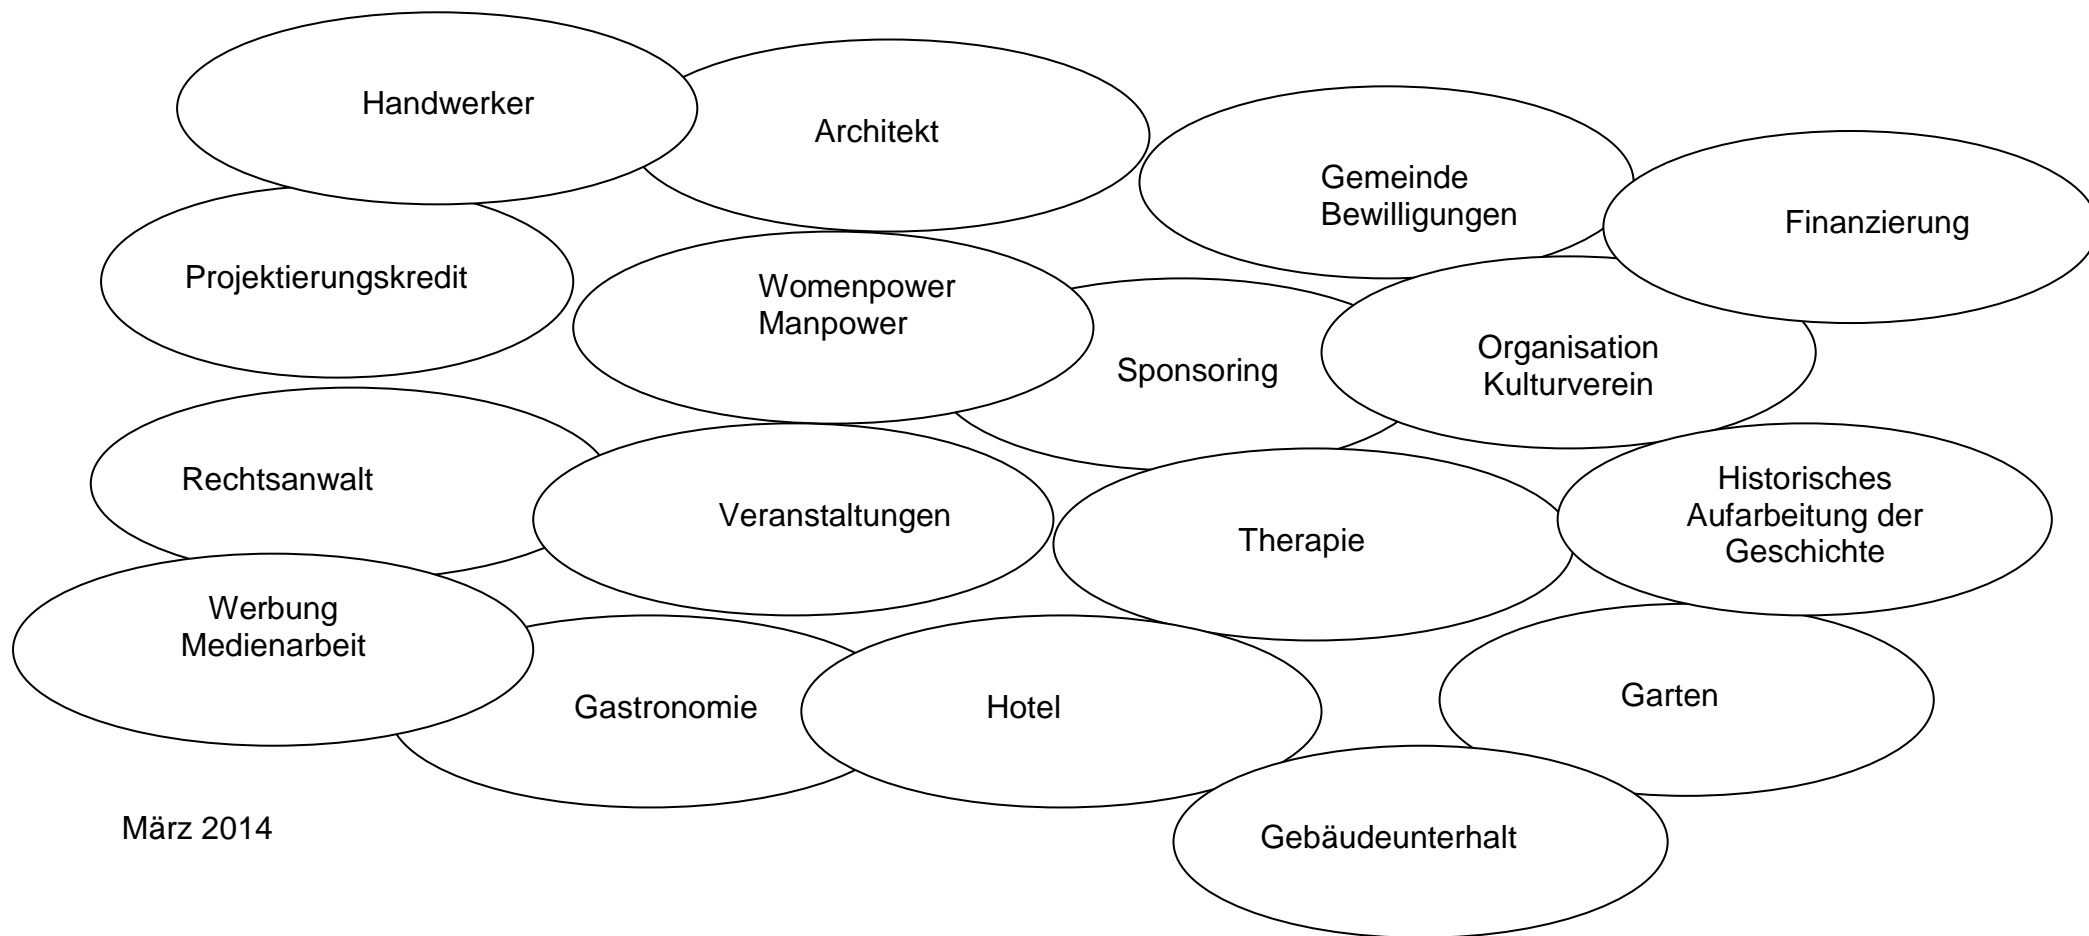 Handwerker
Architekt
Gemeinde
Bewilligungen
Finanzierung
Projektierungskredit
Womenpower
Manpower
Sponsoring
Organisation
Kulturverein
Rechtsanwalt
Veranstaltungen
Therapie
Historisches
Aufarbeitung der
Geschichte
Werbung
Medienarbeit
Gastronomie
Hotel
Garten
März 2014
Gebäudeunterhalt